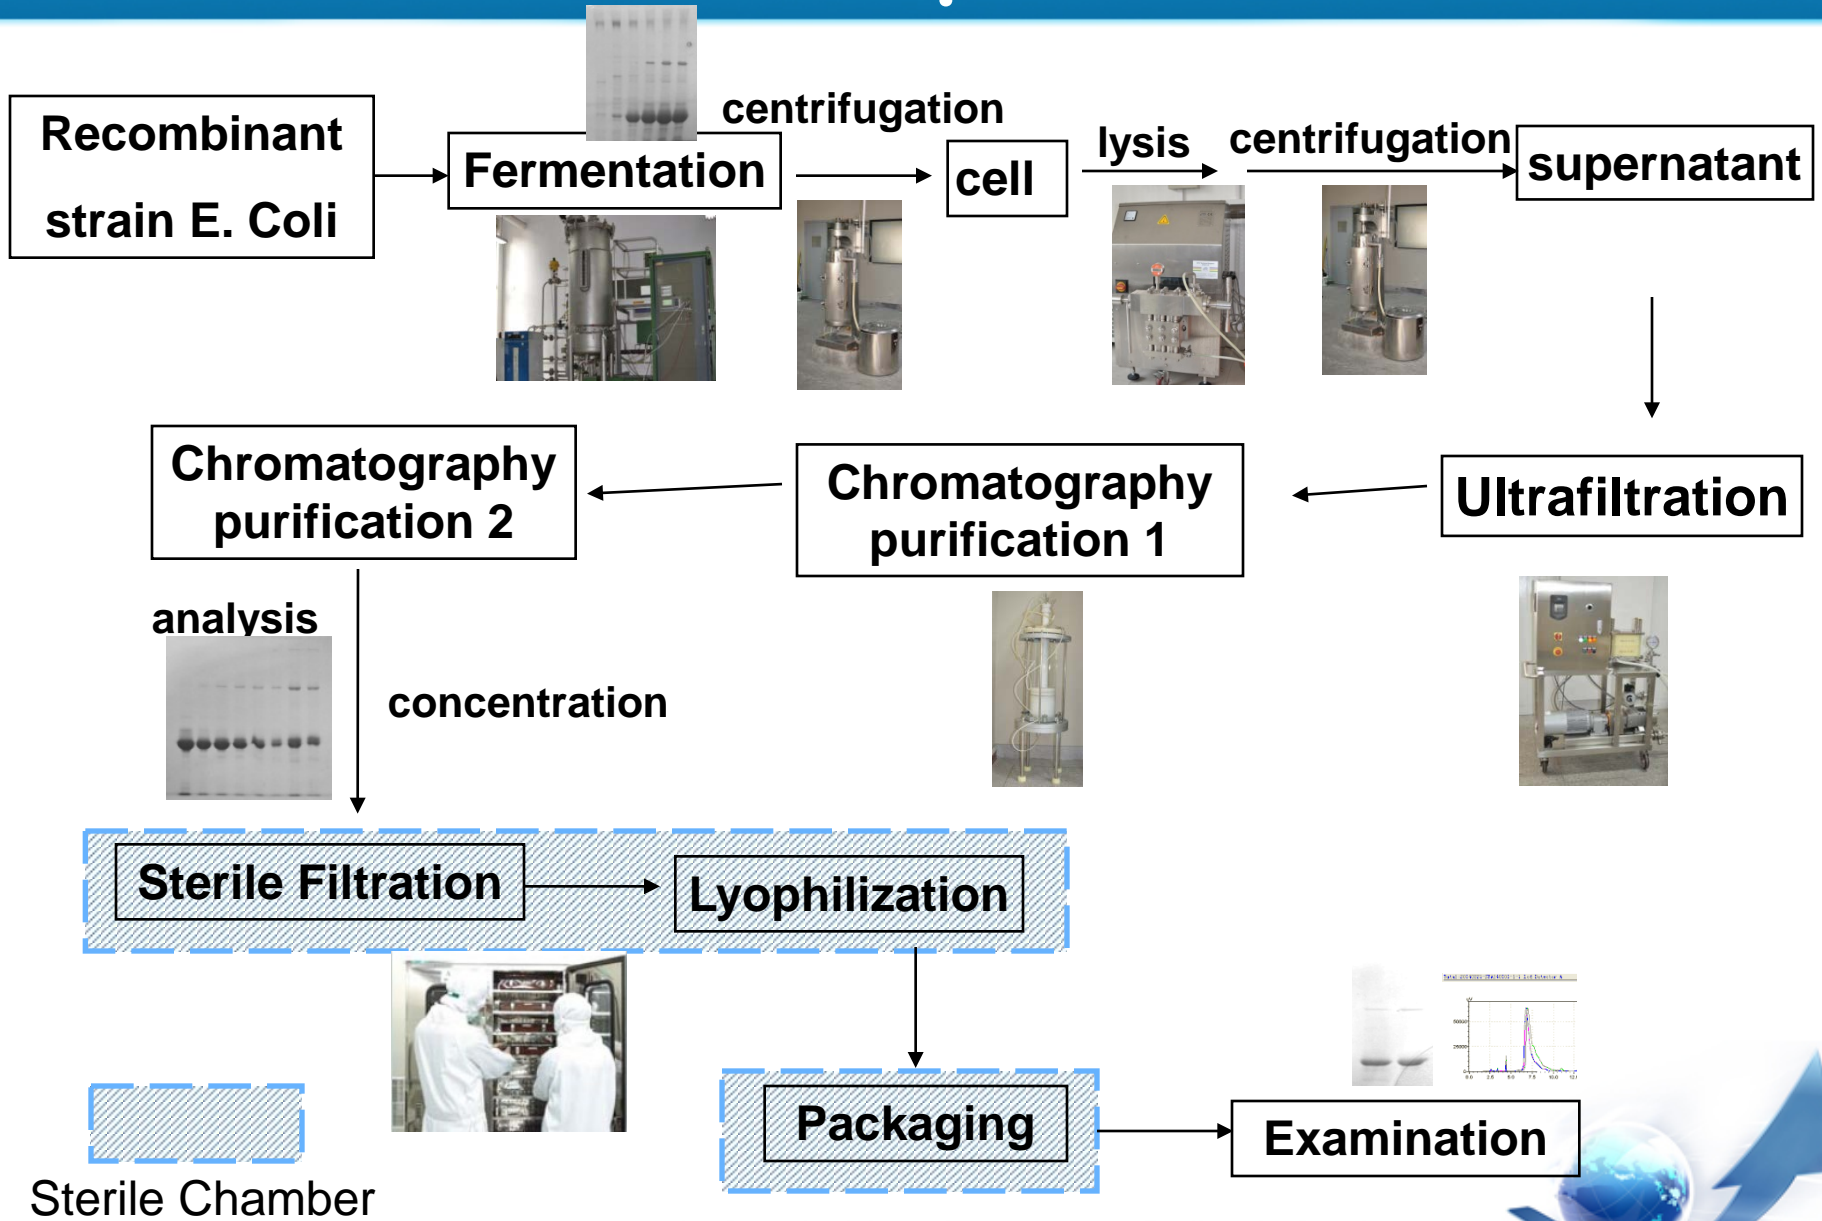 Recombinant
strain E. Coli
Fermentation
centrifugation
cell
lysis
centrifugation
supernatant
Ultrafiltration
Chromatography
purification 1
Chromatography
purification 2
analysis
concentration
Sterile Filtration
Lyophilization
Packaging
Examination
Sterile Chamber